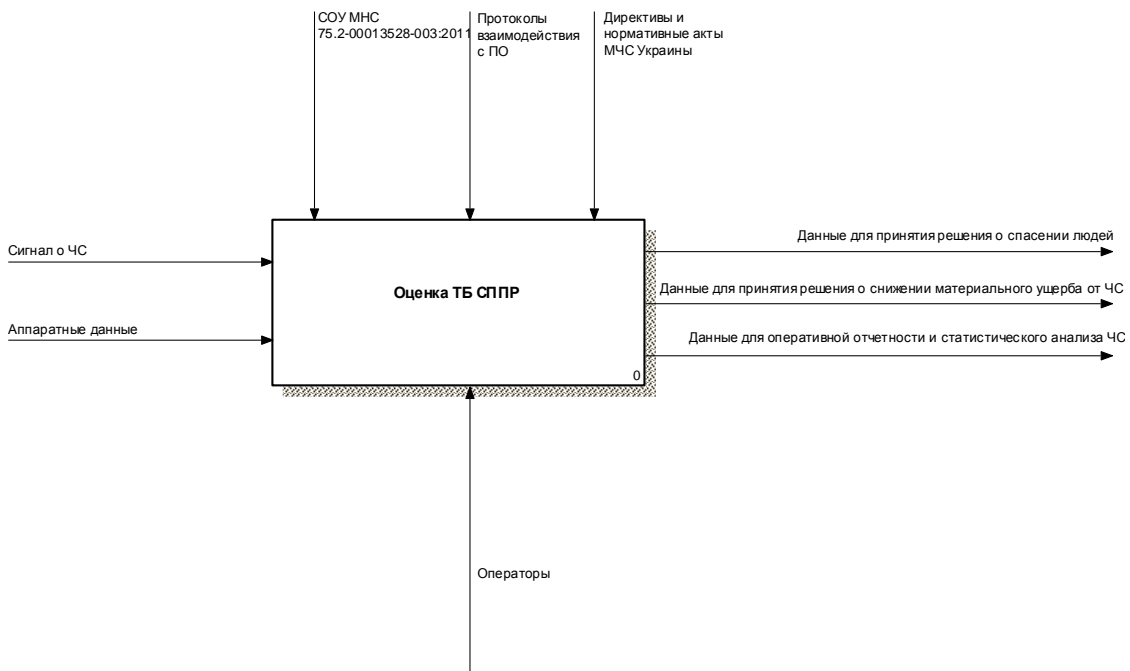 СОУ МНС
75.2-00013528-003:2011
Протоколы
взаимодействия
с ПО
Директивы и
нормативные акты
МЧС Украины
Сигнал о ЧС
Аппаратные данные
Оценка ТБ СППР
0
Данные для принятия решения о спасении людей
Данные для принятия решения о снижении материального ущерба от ЧС
Данные для оперативной отчетности и статистического анализа ЧС
Операторы